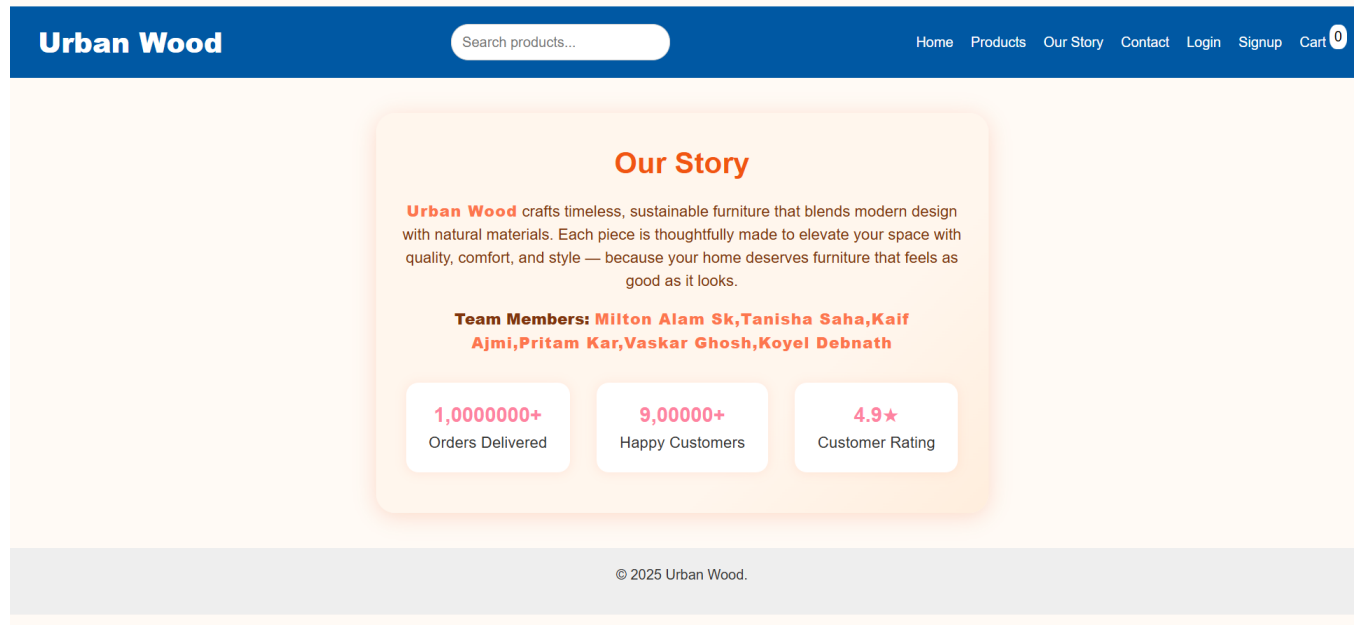 Urban Wood
Search products...
Home Products Our Story Contact Login Signup Cart 0
Our Story
Urban Wood crafts timeless, sustainable furniture that blends modern design
with natural materials. Each piece is thoughtfully made to elevate your space with
quality, comfort, and style — because your home deserves furniture that feels as
good as it looks.
Team Members: Milton Alam Sk,Tanisha Saha,Kaif
Ajmi,Pritam Kar,Vaskar Ghosh,Koyel Debnath
1,0000000+
Orders Delivered
9,00000+
Happy Customers
4.9★
Customer Rating
© 2025 Urban Wood.